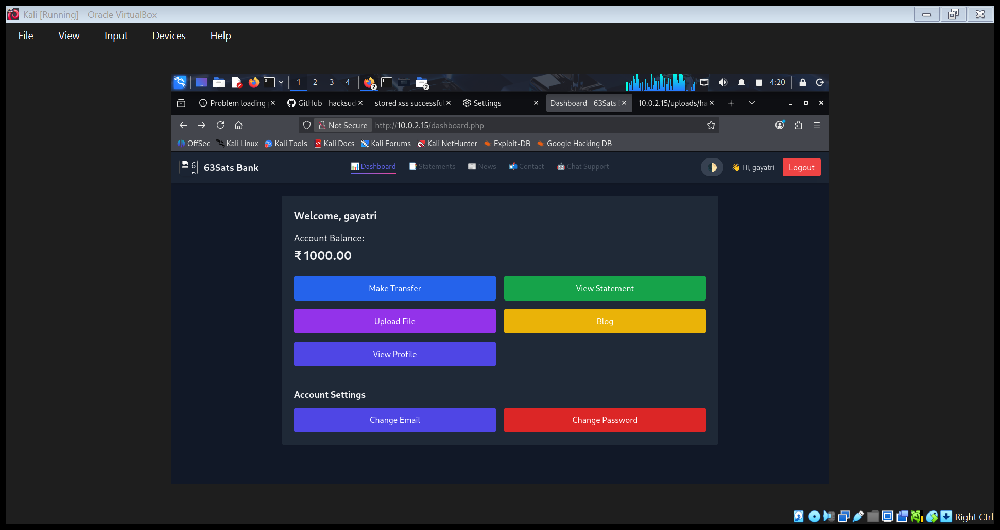 Kali [Running] - Oracle VirtualBox
File View Input Devices Help
1 2 3 4 2 2 4:20
Problem loading GitHub - hacksud stored xss successfu Settings Dashboard - 63Sats 10.0.2.15/uploads/ha
Not Secure http://10.0.2.15/dashboard.php
OffSec Kali Linux Kali Tools Kali Docs Kali Forums Kali NetHunter Exploit-DB Google Hacking DB
6 63Sats Bank Dashboard Statements News Contact Chat Support Hi, gayatri Logout
Welcome, gayatri
Account Balance:
₹ 1000.00
Make Transfer View Statement
Upload File Blog
View Profile
Account Settings
Change Email Change Password
Right Ctrl